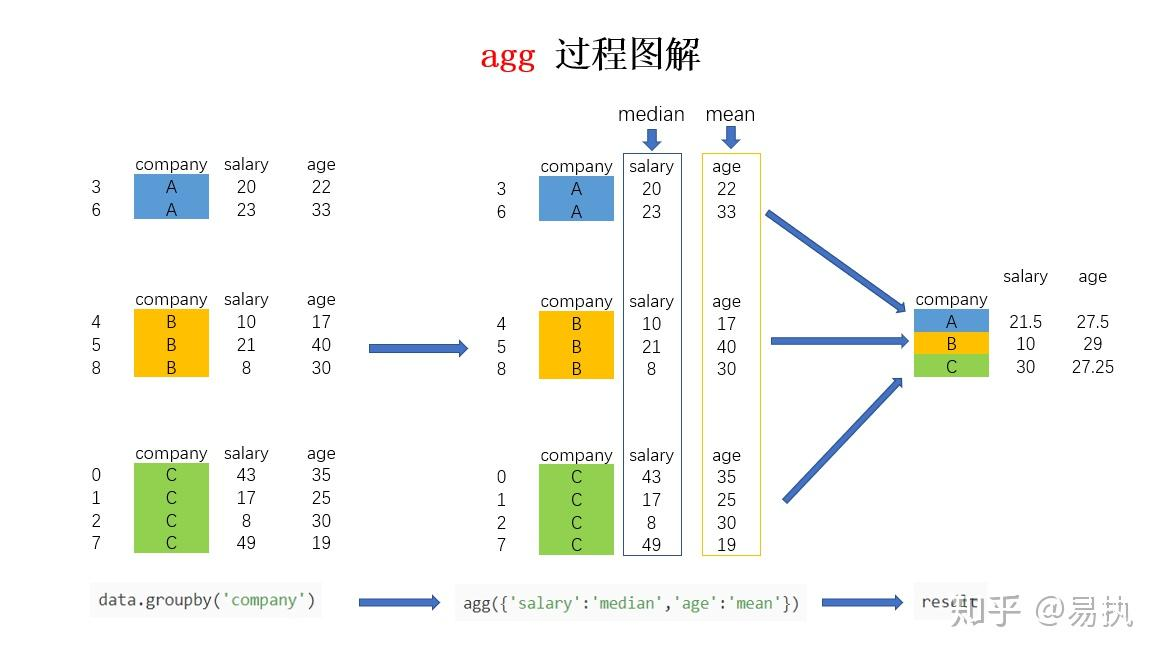 agg 过程图解
median mean
company salary age
3 A 20 22
6 A 23 33
company salary age
4 B 10 17
5 B 21 40
8 B 8 30
company salary age
0 C 43 35
1 C 17 25
2 C 8 30
7 C 49 19
data.groupby('company')
company salary age
3 A 20 22
6 A 23 33
company salary age
4 B 10 17
5 B 21 40
8 B 8 30
company salary age
0 C 43 35
1 C 17 25
2 C 8 30
7 C 49 19
agg({'salary':'median','age':'mean'})
salary age
company
A 21.5 27.5
B 10 29
C 30 27.25
result
知乎 @易执